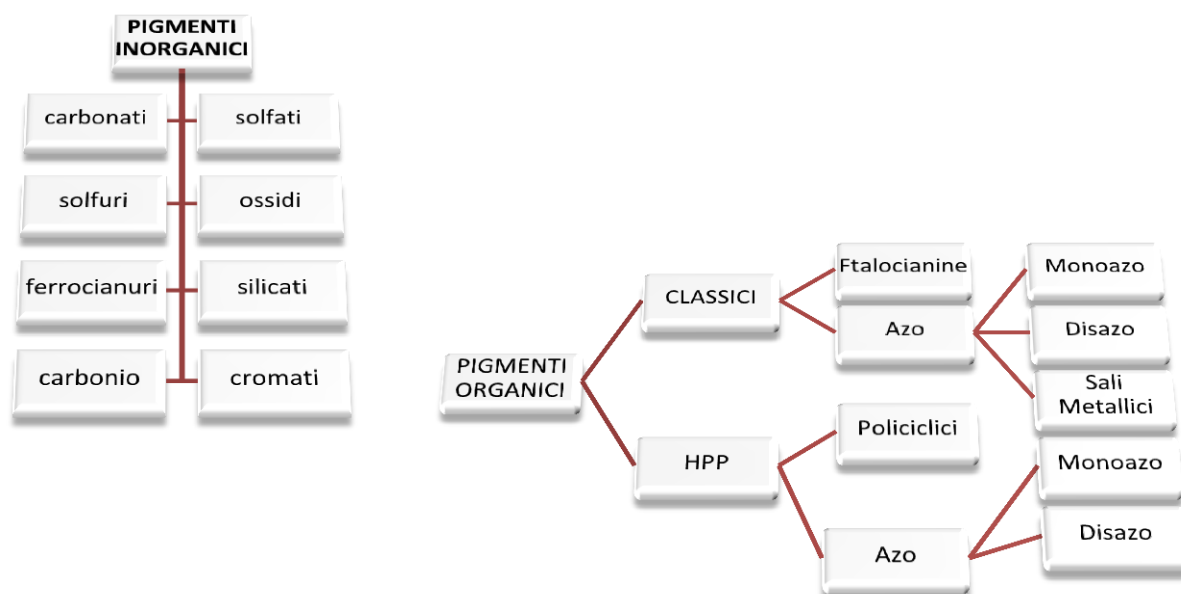 PIGMENTI
INORGANICI
carbonati
solfati
solfuri
ossidi
ferrocianuri
silicati
carbonio
cromati
PIGMENTI
ORGANICI
CLASSICI
Ftalocianine
Azo
Monoazo
Disazo
Sali
Metallici
HPP
Policiclici
Azo
Monoazo
Disazo